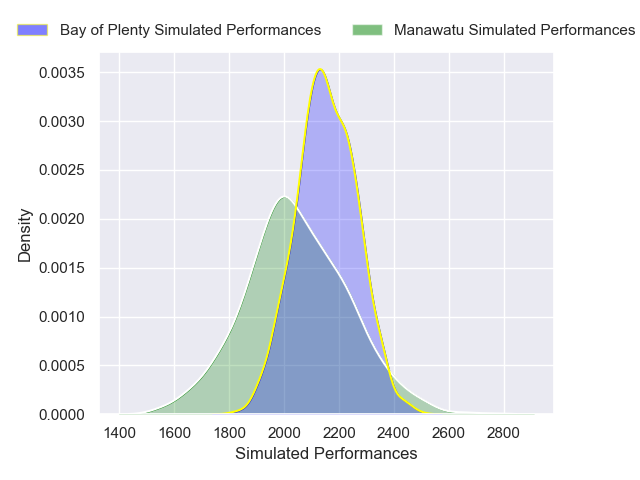 Bay of Plenty Simulated Performances Manawatu Simulated Performances
0.0035
0.0030
0.0025
0.0020
0.0015
0.0010
0.0005
0.0000
Density
1400 1600 1800 2000 2200 2400 2600 2800
Simulated Performances